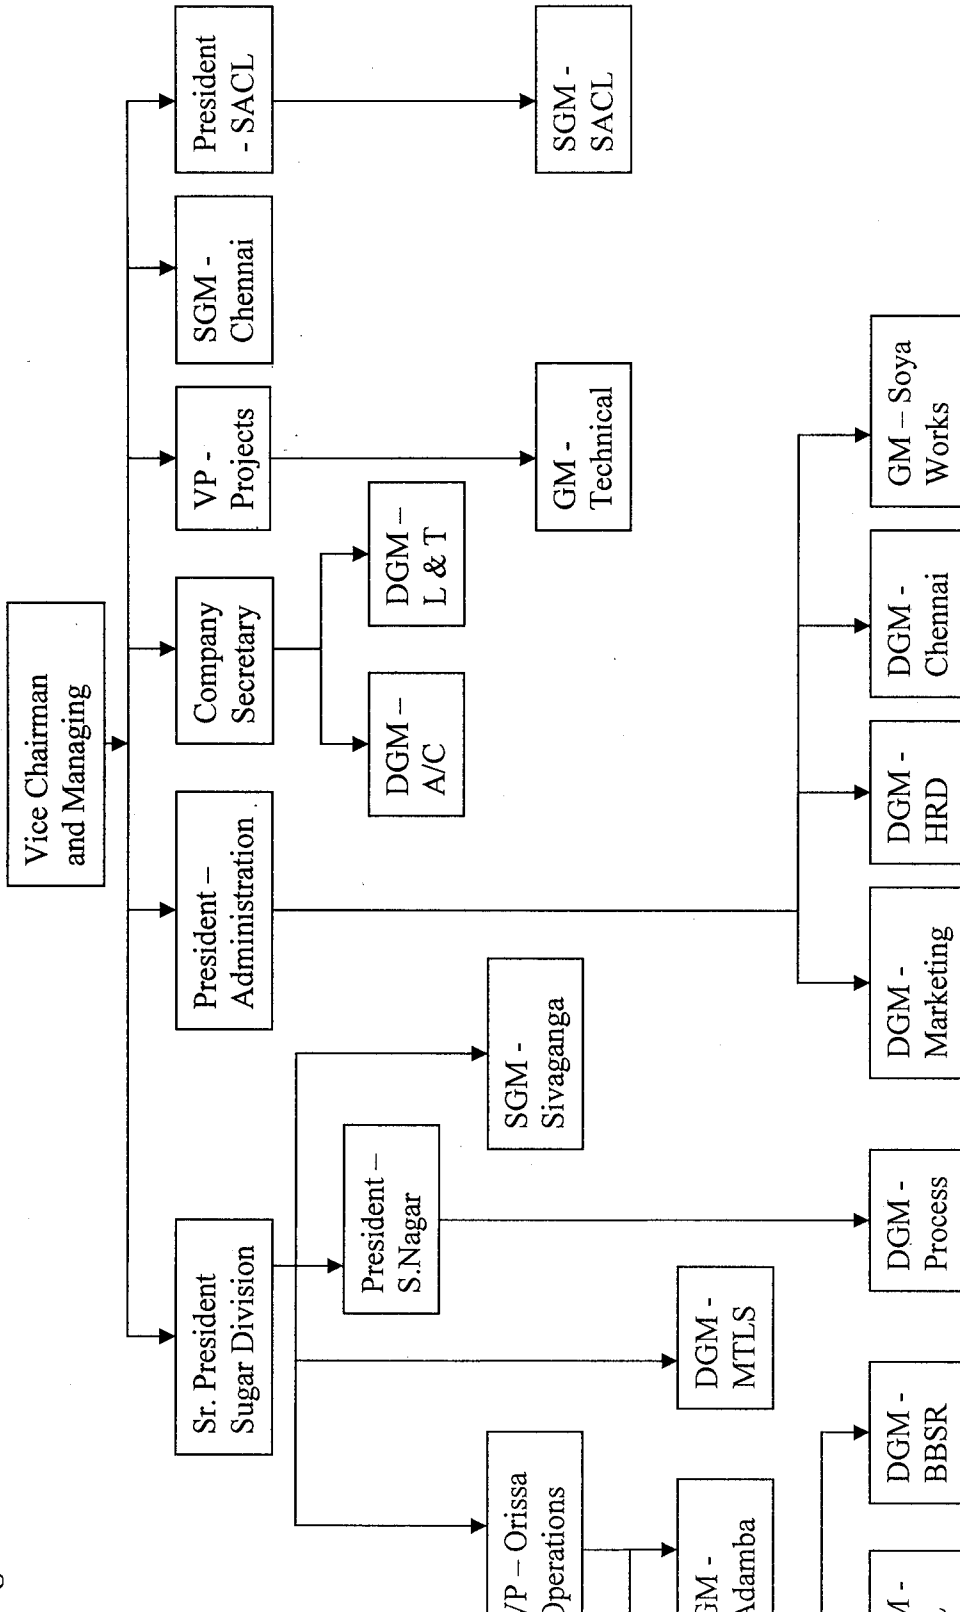 Vice Chairman
and Managing
Sr. President
Sugar Division
President –
Administration
Company
Secretary
VP -
Projects
SGM -
Chennai
President
- SACL
President –
S.Nagar
DGM –
A/C
DGM –
L & T
VP – Orissa
Operations
SGM -
Sivaganga
GM -
Technical
SGM -
SACL
DGM -
MTLS
DGM -
BBSR
DGM -
Process
DGM -
Marketing
DGM -
HRD
DGM -
Chennai
GM – Soya
Works